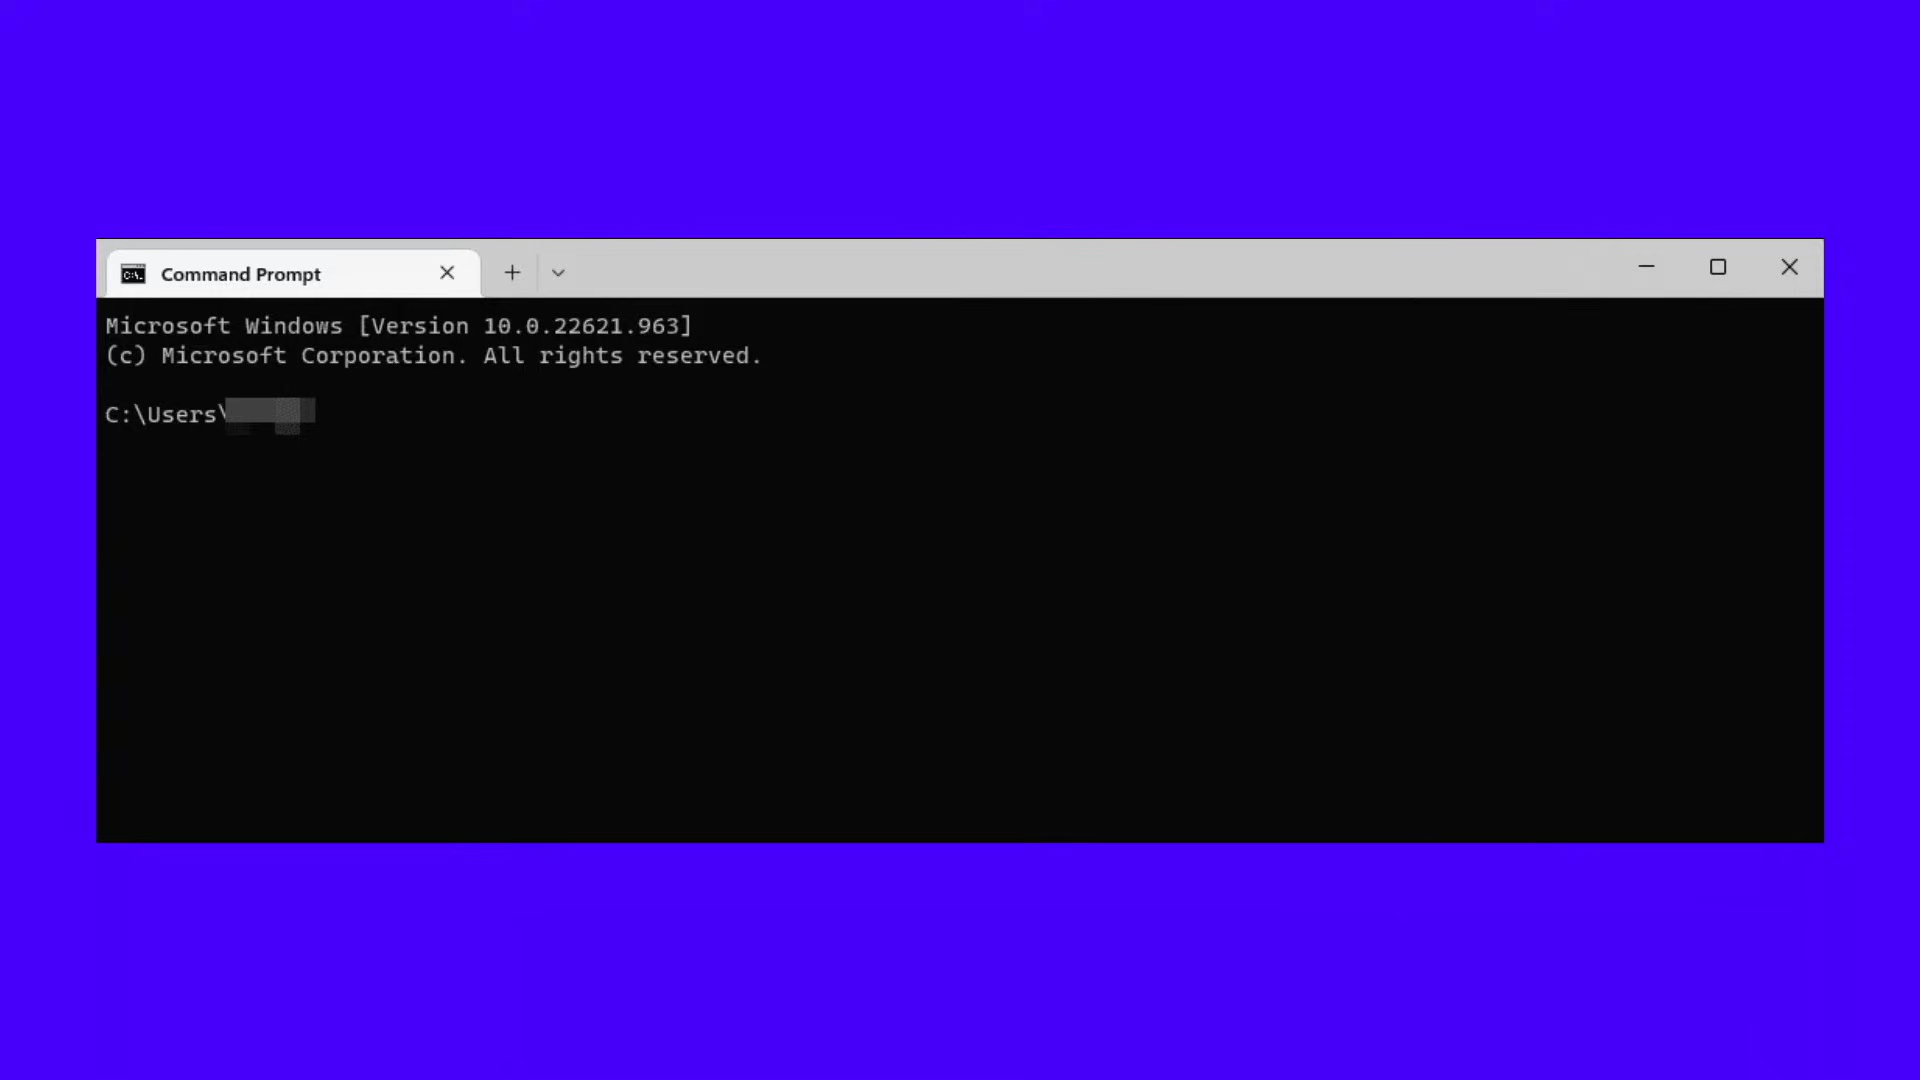 Command Prompt
Microsoft Windows [Version 10.0.22621.963]
(c) Microsoft Corporation. All rights reserved.
C:\Users\